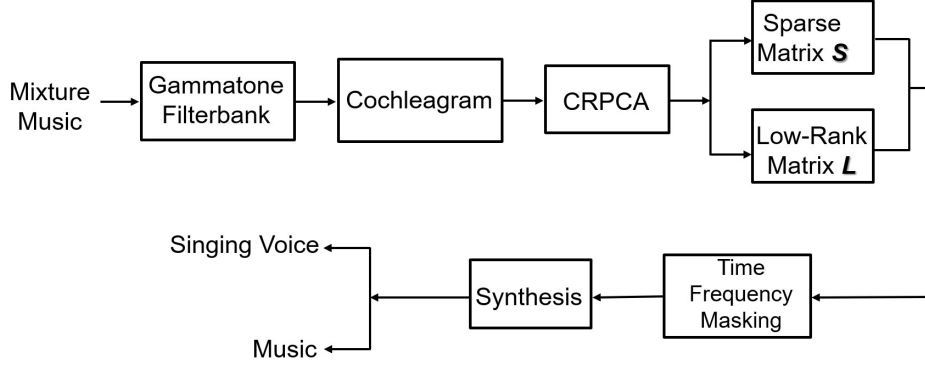 Mixture
Music
Gammatone
Filterbank
Cochleagram
CRPCA
Sparse
Matrix S
Low-Rank
Matrix L
Time
Frequency
Masking
Synthesis
Singing Voice
Music